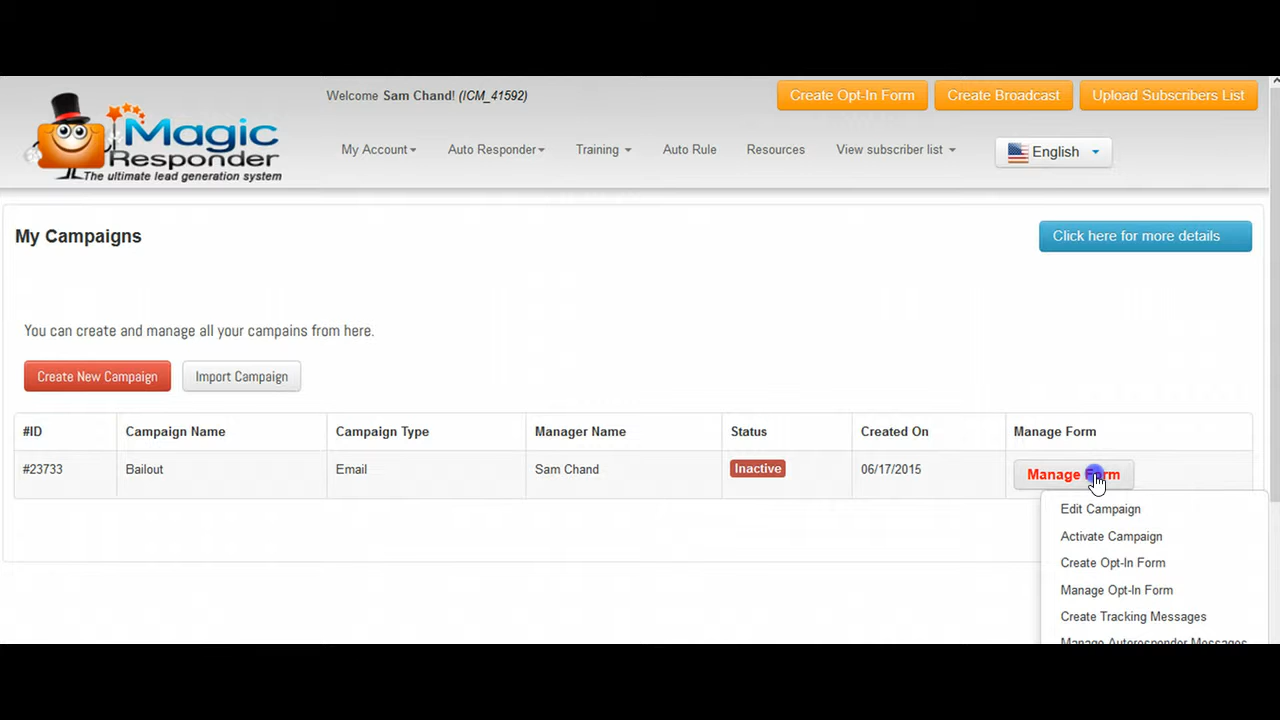 Welcome Sam Chand! (ICM_41592)
Create Opt-In Form
Create Broadcast
Upload Subscribers List
Magic
Responder
The ultimate lead generation system
My Account
Auto Responder
Training
Auto Rule
Resources
View subscriber list
English
My Campaigns
Click here for more details
You can create and manage all your campains from here.
Create New Campaign
Import Campaign
#ID
Campaign Name
Campaign Type
Manager Name
Status
Created On
Manage Form
#23733
Bailout
Email
Sam Chand
Inactive
06/17/2015
Manage Form
Edit Campaign
Activate Campaign
Create Opt-In Form
Manage Opt-In Form
Create Tracking Messages
Manage Autoresponder Messages